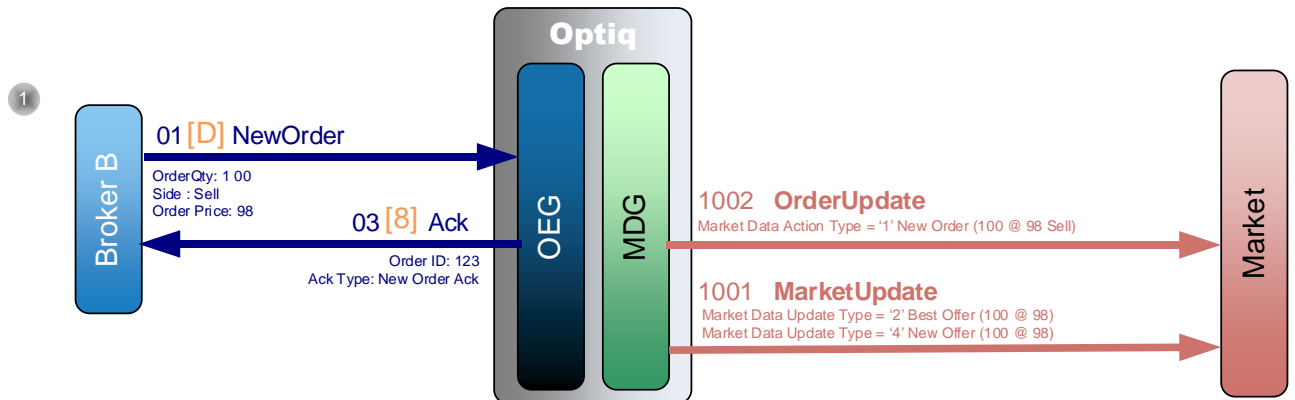 Optiq
1
Broker B
01 [D] NewOrder
OrderQty: 1 00
Side : Sell
Order Price: 98
03 [8] Ack
Order ID: 123
Ack Type: New Order Ack
OEG
MDG
1002 OrderUpdate
Market Data Action Type = ‘1’ New Order (100 @ 98 Sell)
1001 MarketUpdate
Market Data Update Type = ‘2’ Best Offer (100 @ 98)
Market Data Update Type = ‘4’ New Offer (100 @ 98)
Market